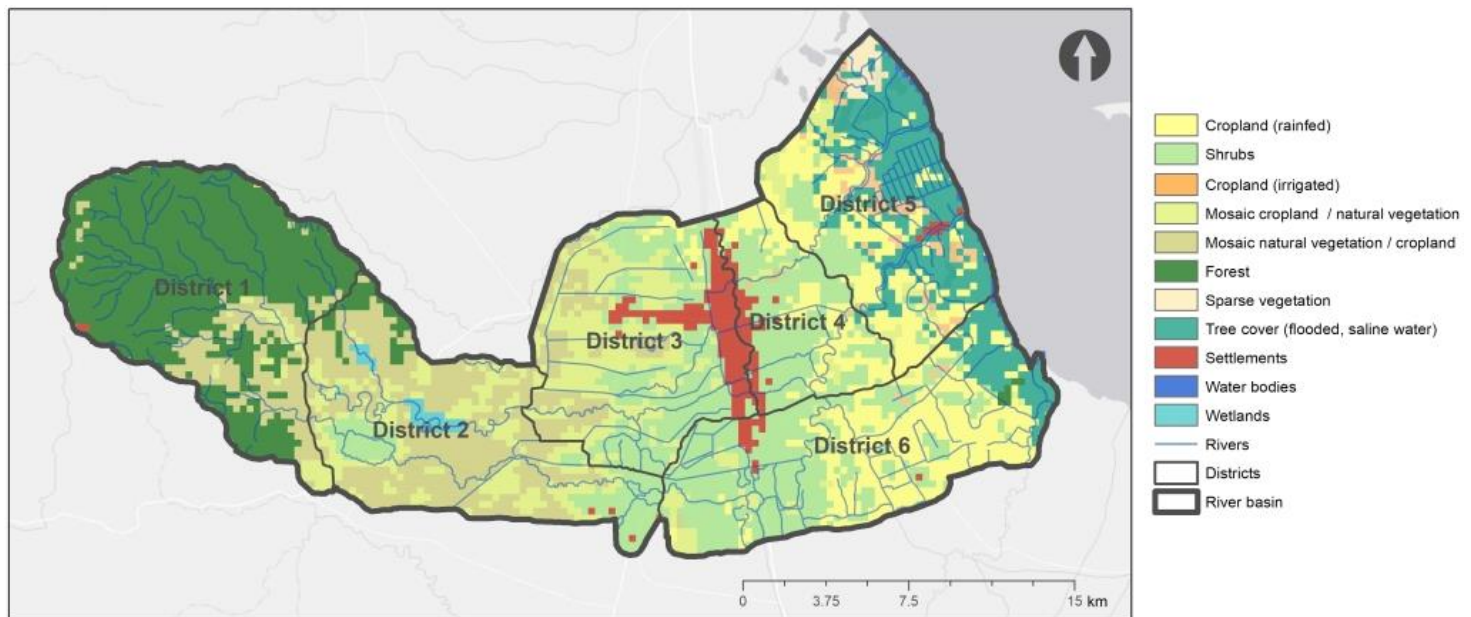 District 1
District 2
District 3
District 4
District 5
District 6
0 3.75 7.5 15 km
Cropland (rainfed)
Shrubs
Cropland (irrigated)
Mosaic cropland / natural vegetation
Mosaic natural vegetation / cropland
Forest
Sparse vegetation
Tree cover (flooded, saline water)
Settlements
Water bodies
Wetlands
Rivers
Districts
River basin